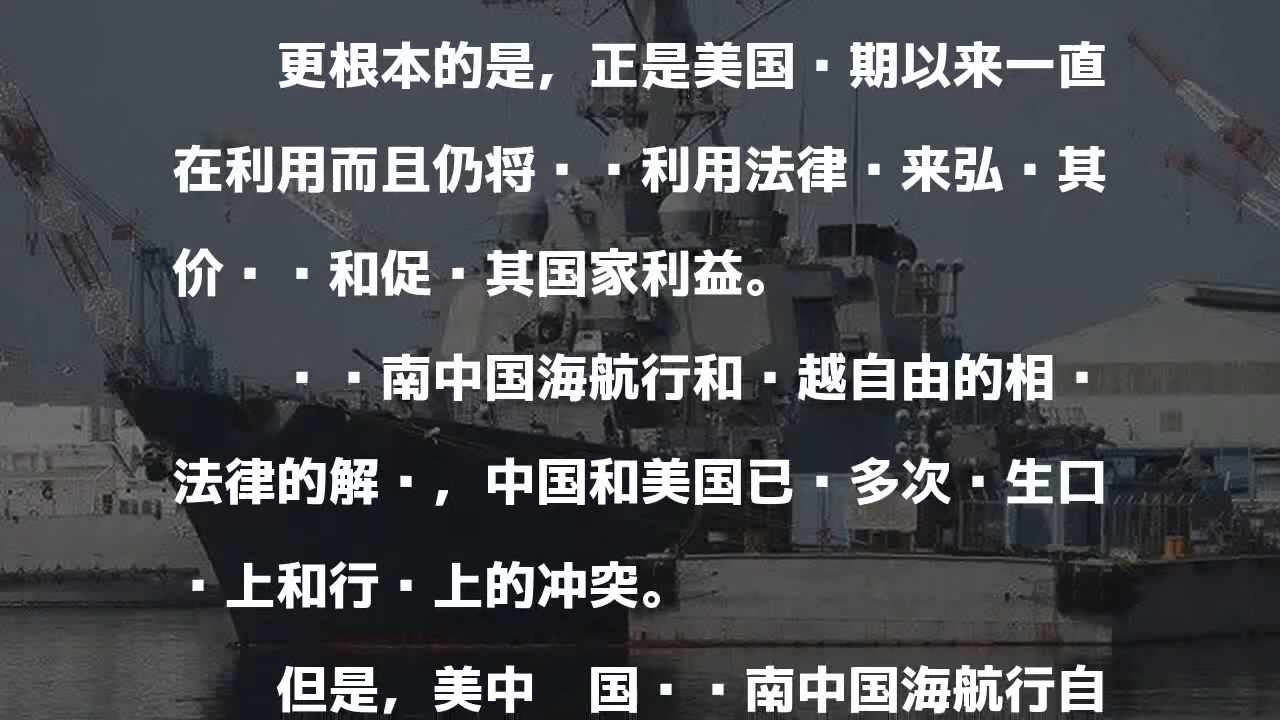 更根本的是，正是美国·期以来一直
在利用而且仍将··利用法律·来弘·其
价··和促·其国家利益。
··南中国海航行和·越自由的相·
法律的解·，中国和美国已·多次·生口
·上和行·上的冲突。
但是，美中　国··南中国海航行自